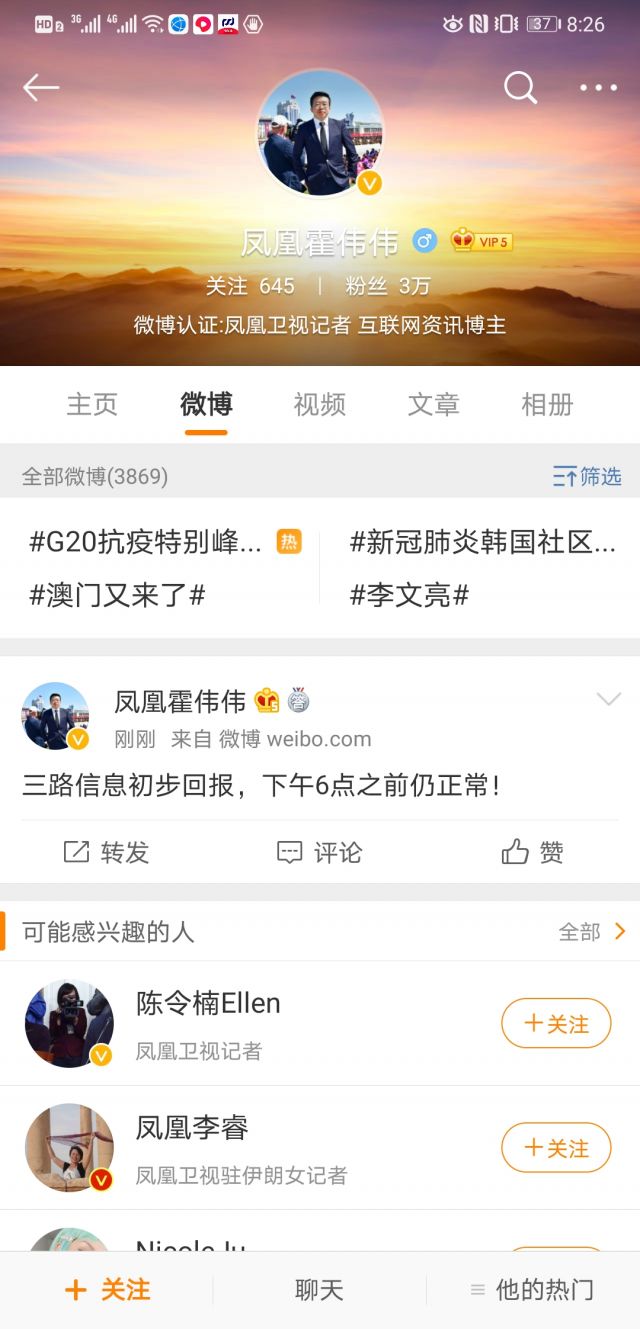 HD 2 3G 4G 37 8:26
凤凰霍伟伟 VIP 5
关注 645 | 粉丝 3万
微博认证:凤凰卫视记者 互联网资讯博主
主页 微博 视频 文章 相册
全部微博(3869) 筛选
#G20抗疫特别峰... 热 #新冠肺炎韩国社区...
#澳门又来了# #李文亮#
凤凰霍伟伟
刚刚 来自 微博 weibo.com
三路信息初步回报，下午6点之前仍正常！
转发 评论 赞
可能感兴趣的人 全部
陈令楠Ellen
凤凰卫视记者
+关注
凤凰李睿
凤凰卫视驻伊朗女记者
+关注
+ 关注 聊天 他的热门